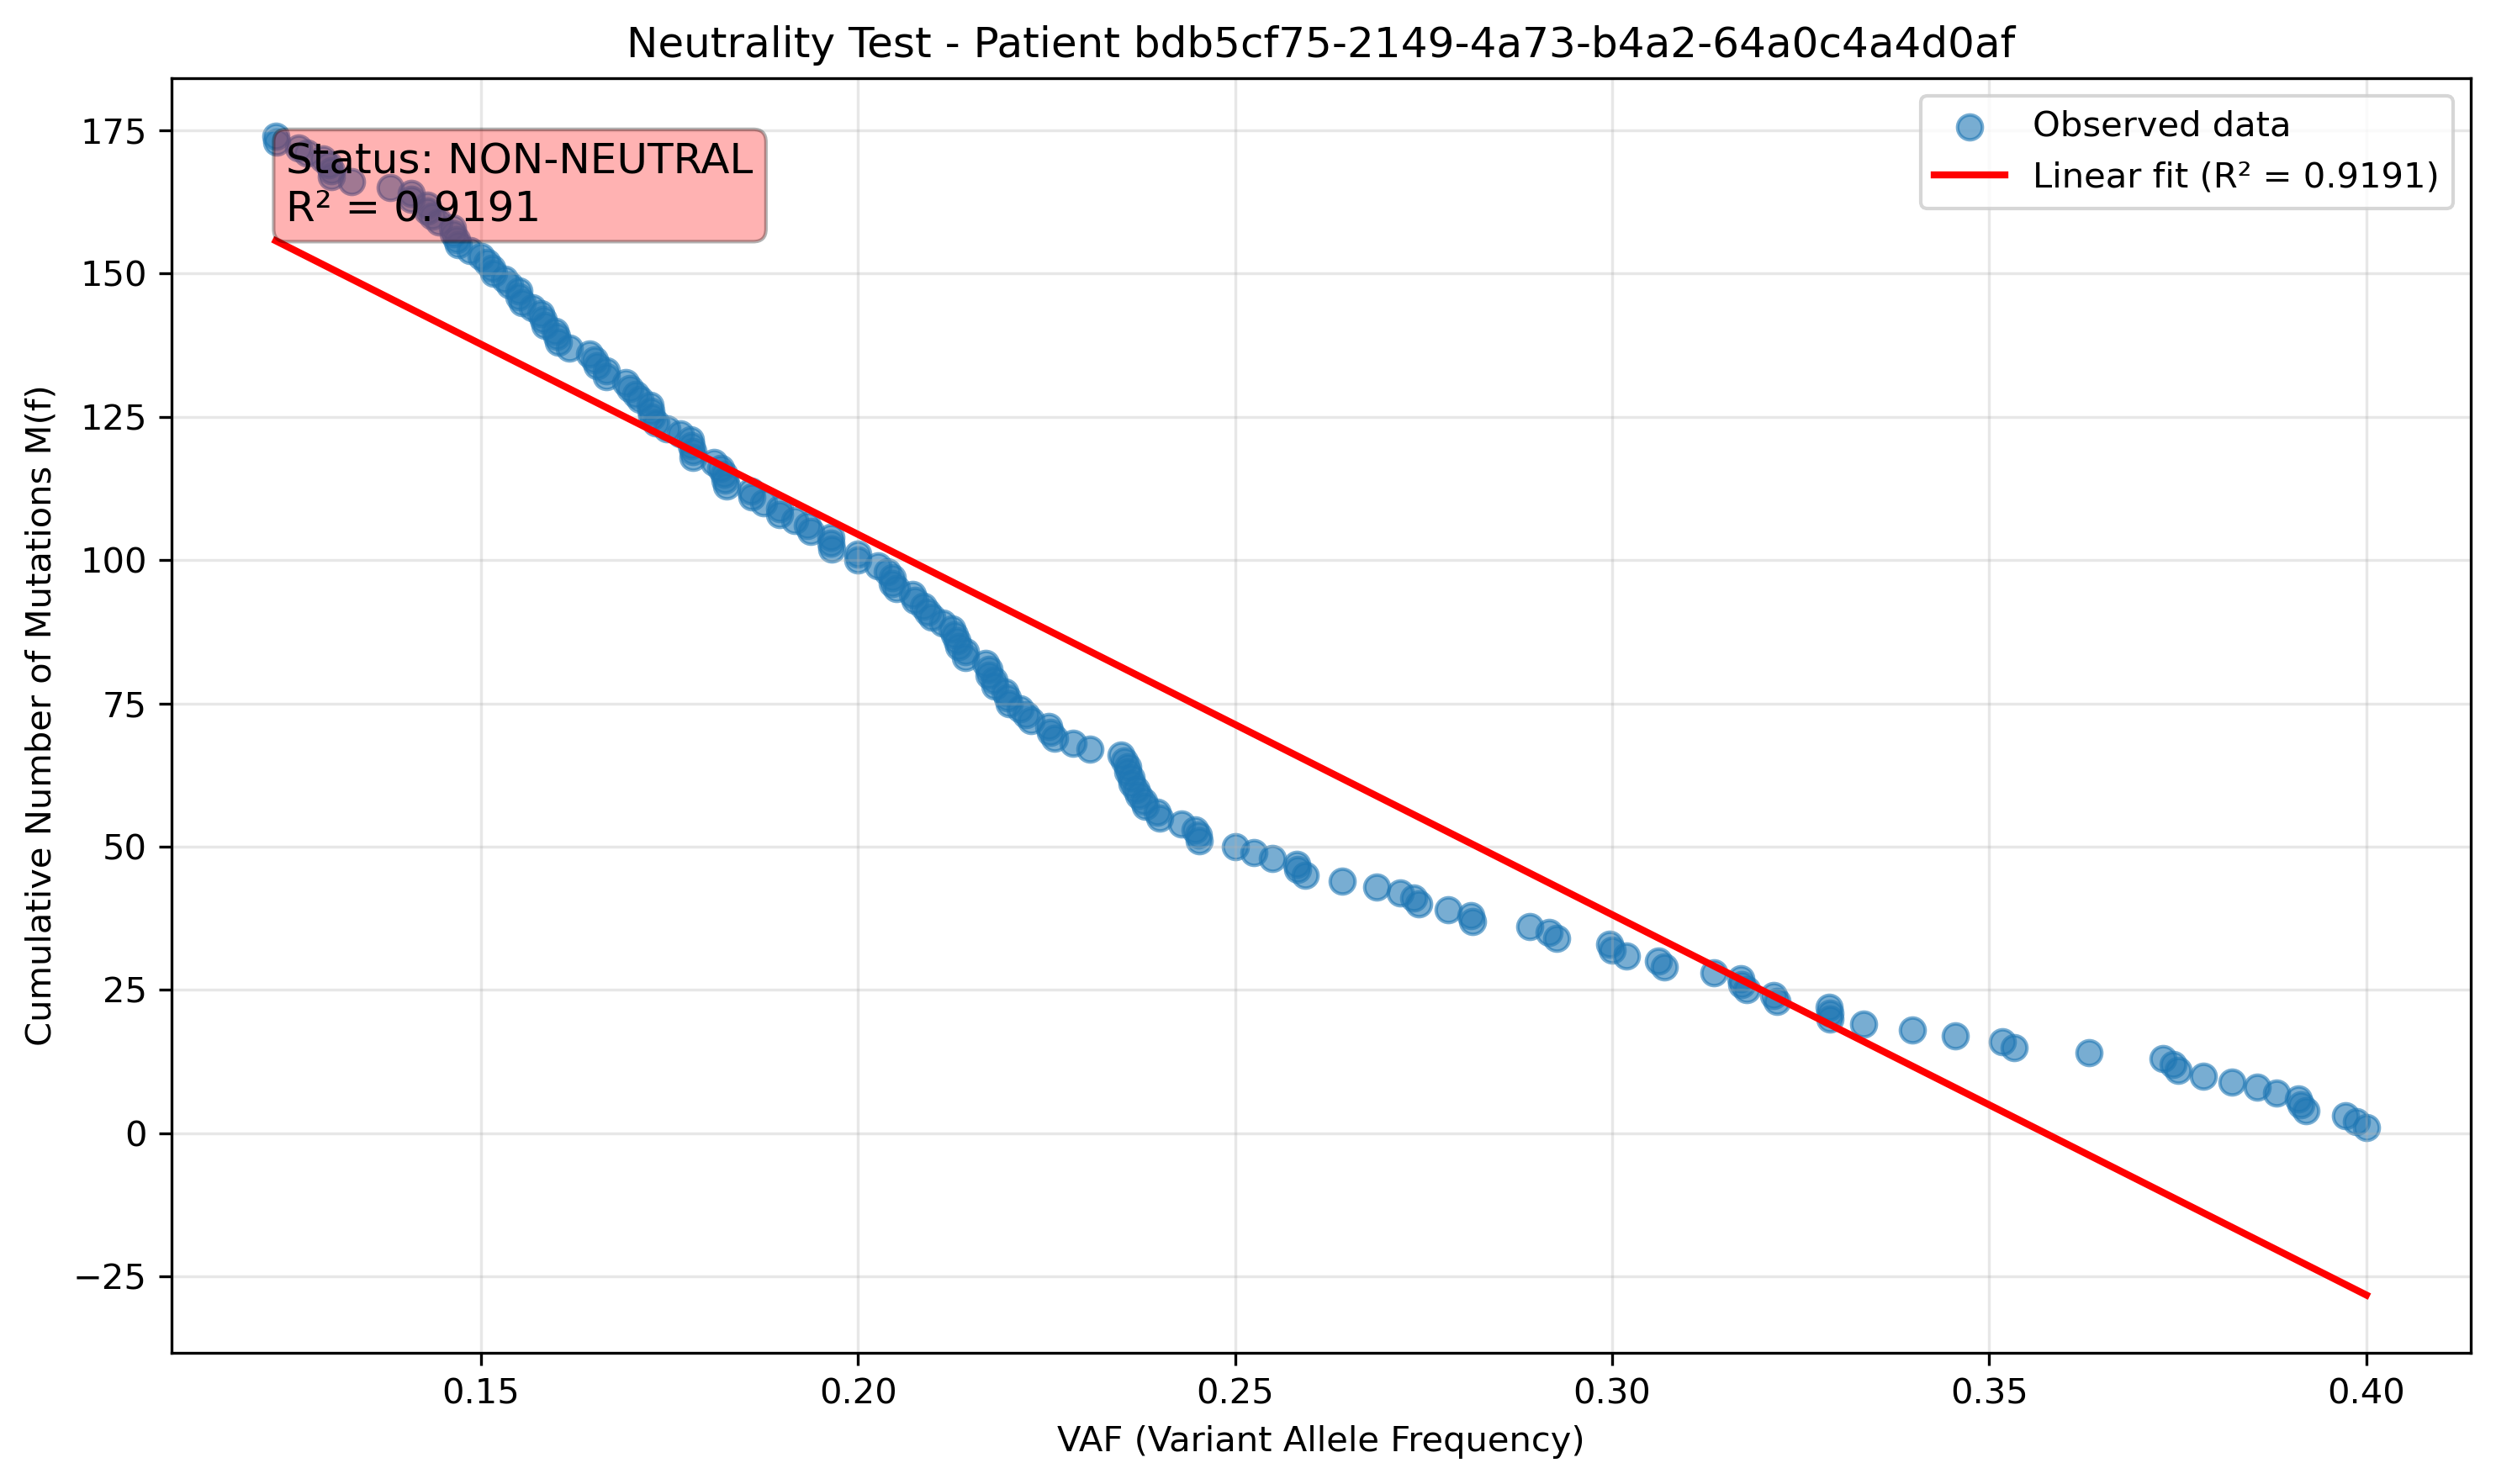 Neutrality Test - Patient bdb5cf75-2149-4a73-b4a2-64a0c4a4d0af
Observed data
Linear fit (R² = 0.9191)
Status: NON-NEUTRAL
R² = 0.9191
Cumulative Number of Mutations M(f)
175
150
125
100
75
50
25
0
−25
0.15
0.20
0.25
0.30
0.35
0.40
VAF (Variant Allele Frequency)